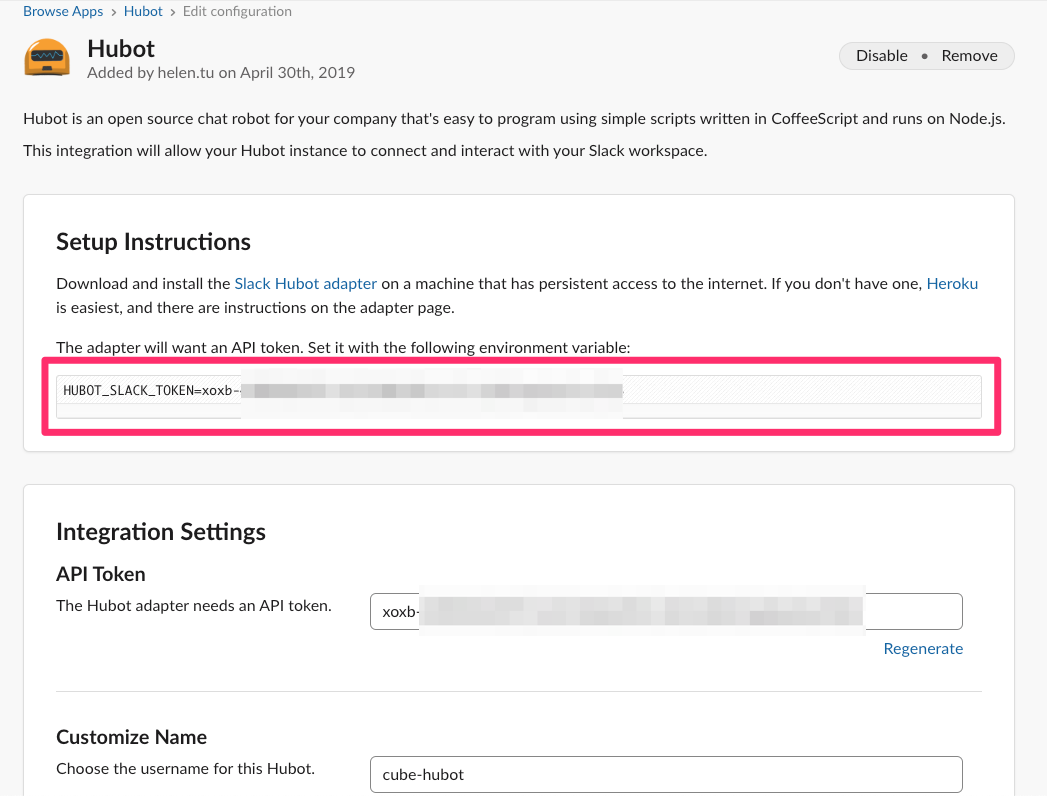 Browse Apps > Hubot > Edit configuration
Hubot
Added by helen.tu on April 30th, 2019
Disable • Remove
Hubot is an open source chat robot for your company that's easy to program using simple scripts written in CoffeeScript and runs on Node.js.
This integration will allow your Hubot instance to connect and interact with your Slack workspace.
Setup Instructions
Download and install the Slack Hubot adapter on a machine that has persistent access to the internet. If you don't have one, Heroku
is easiest, and there are instructions on the adapter page.
The adapter will want an API token. Set it with the following environment variable:
HUBOT_SLACK_TOKEN=xoxb-
Integration Settings
API Token
The Hubot adapter needs an API token.
xoxb-
Regenerate
Customize Name
Choose the username for this Hubot.
cube-hubot